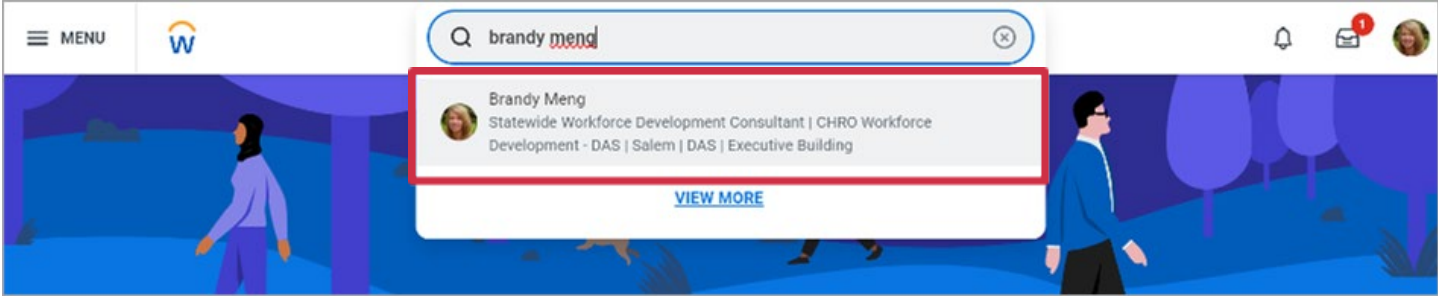 MENU
brandy meng
1
Brandy Meng
Statewide Workforce Development Consultant | CHRO Workforce
Development - DAS | Salem | DAS | Executive Building
VIEW MORE